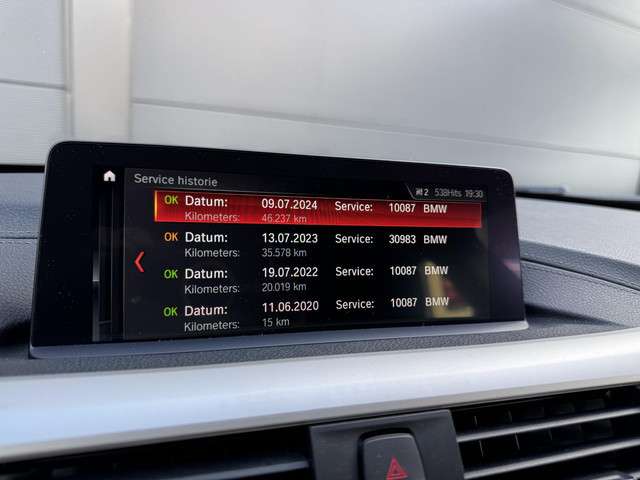 Service historie
2 538Hits 19:30
OK Datum: 09.07.2024 Service: 10087 BMW
Kilometers: 46.237 km
OK Datum: 13.07.2023 Service: 30983 BMW
Kilometers: 35.578 km
OK Datum: 19.07.2022 Service: 10087 BMW
Kilometers: 20.019 km
OK Datum: 11.06.2020 Service: 10087 BMW
Kilometers: 15 km